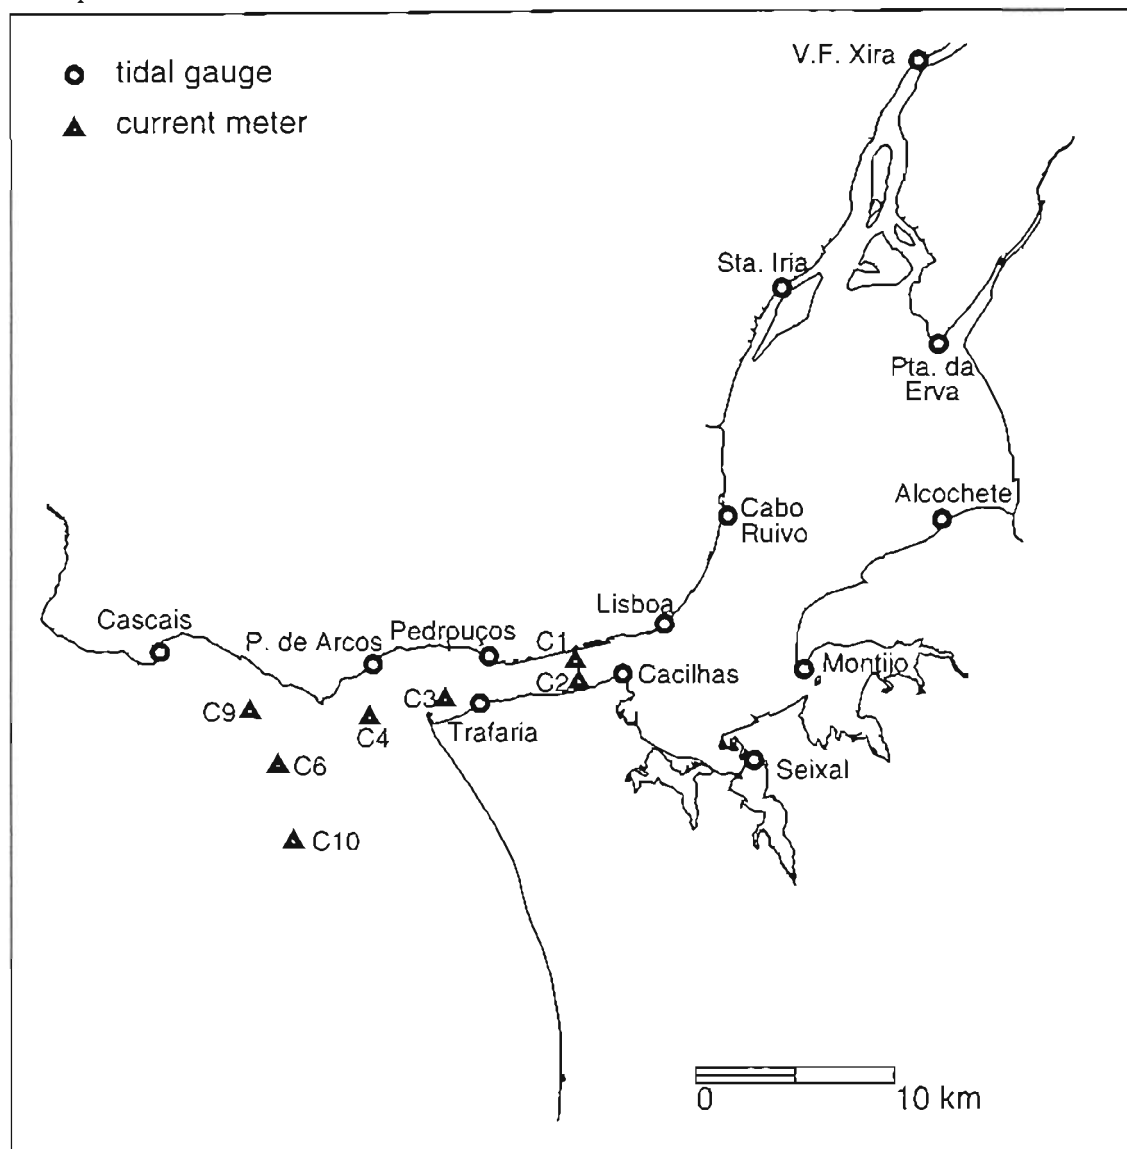 tidal gauge
current meter
V.F. Xira
Sta. Iria
Pta. da
Erva
Alcochete
Cabo
Ruivo
Lisboa
Cascais
P. de Arcos
Pedrouços
C1
C2
Cacilhas
Montijo
C3
Trafaria
C9
C4
C6
Seixal
C10
0
10 km